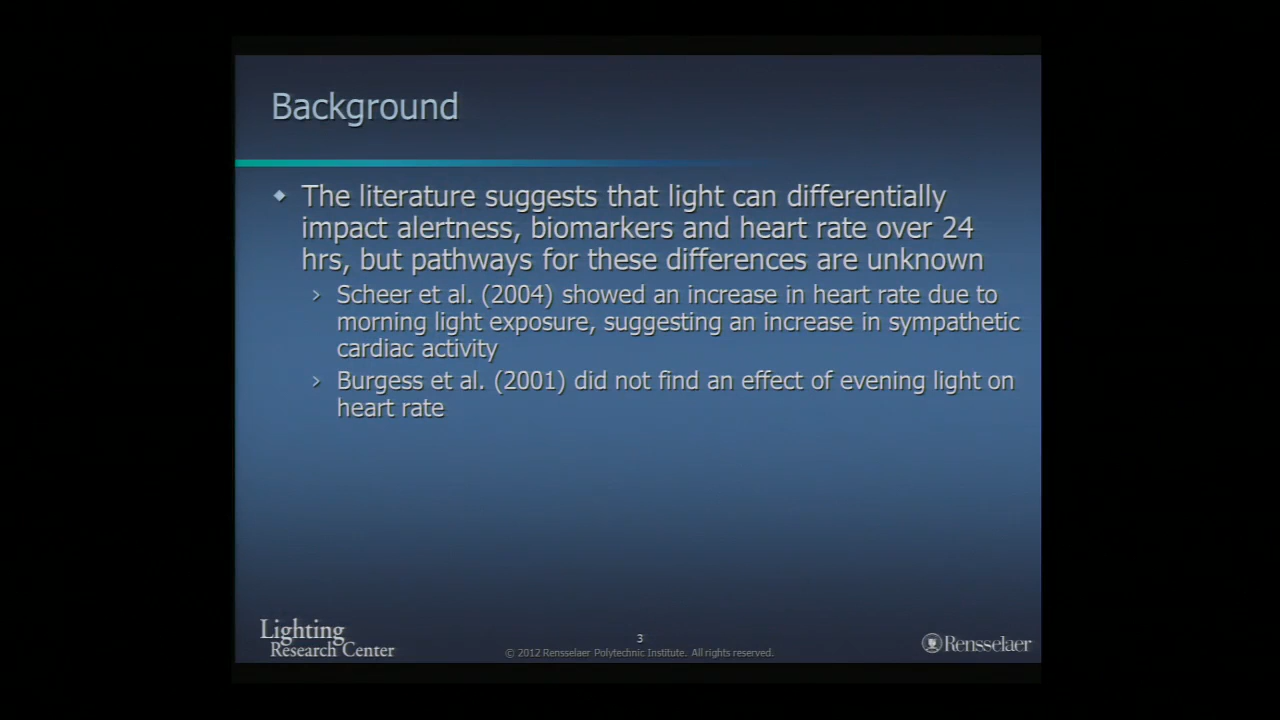 Background
The literature suggests that light can differentially
impact alertness, biomarkers and heart rate over 24
hrs, but pathways for these differences are unknown
Scheer et al. (2004) showed an increase in heart rate due to
morning light exposure, suggesting an increase in sympathetic
cardiac activity
Burgess et al. (2001) did not find an effect of evening light on
heart rate
Lighting
Research Center
3
© 2012 Rensselaer Polytechnic Institute. All rights reserved.
Rensselaer